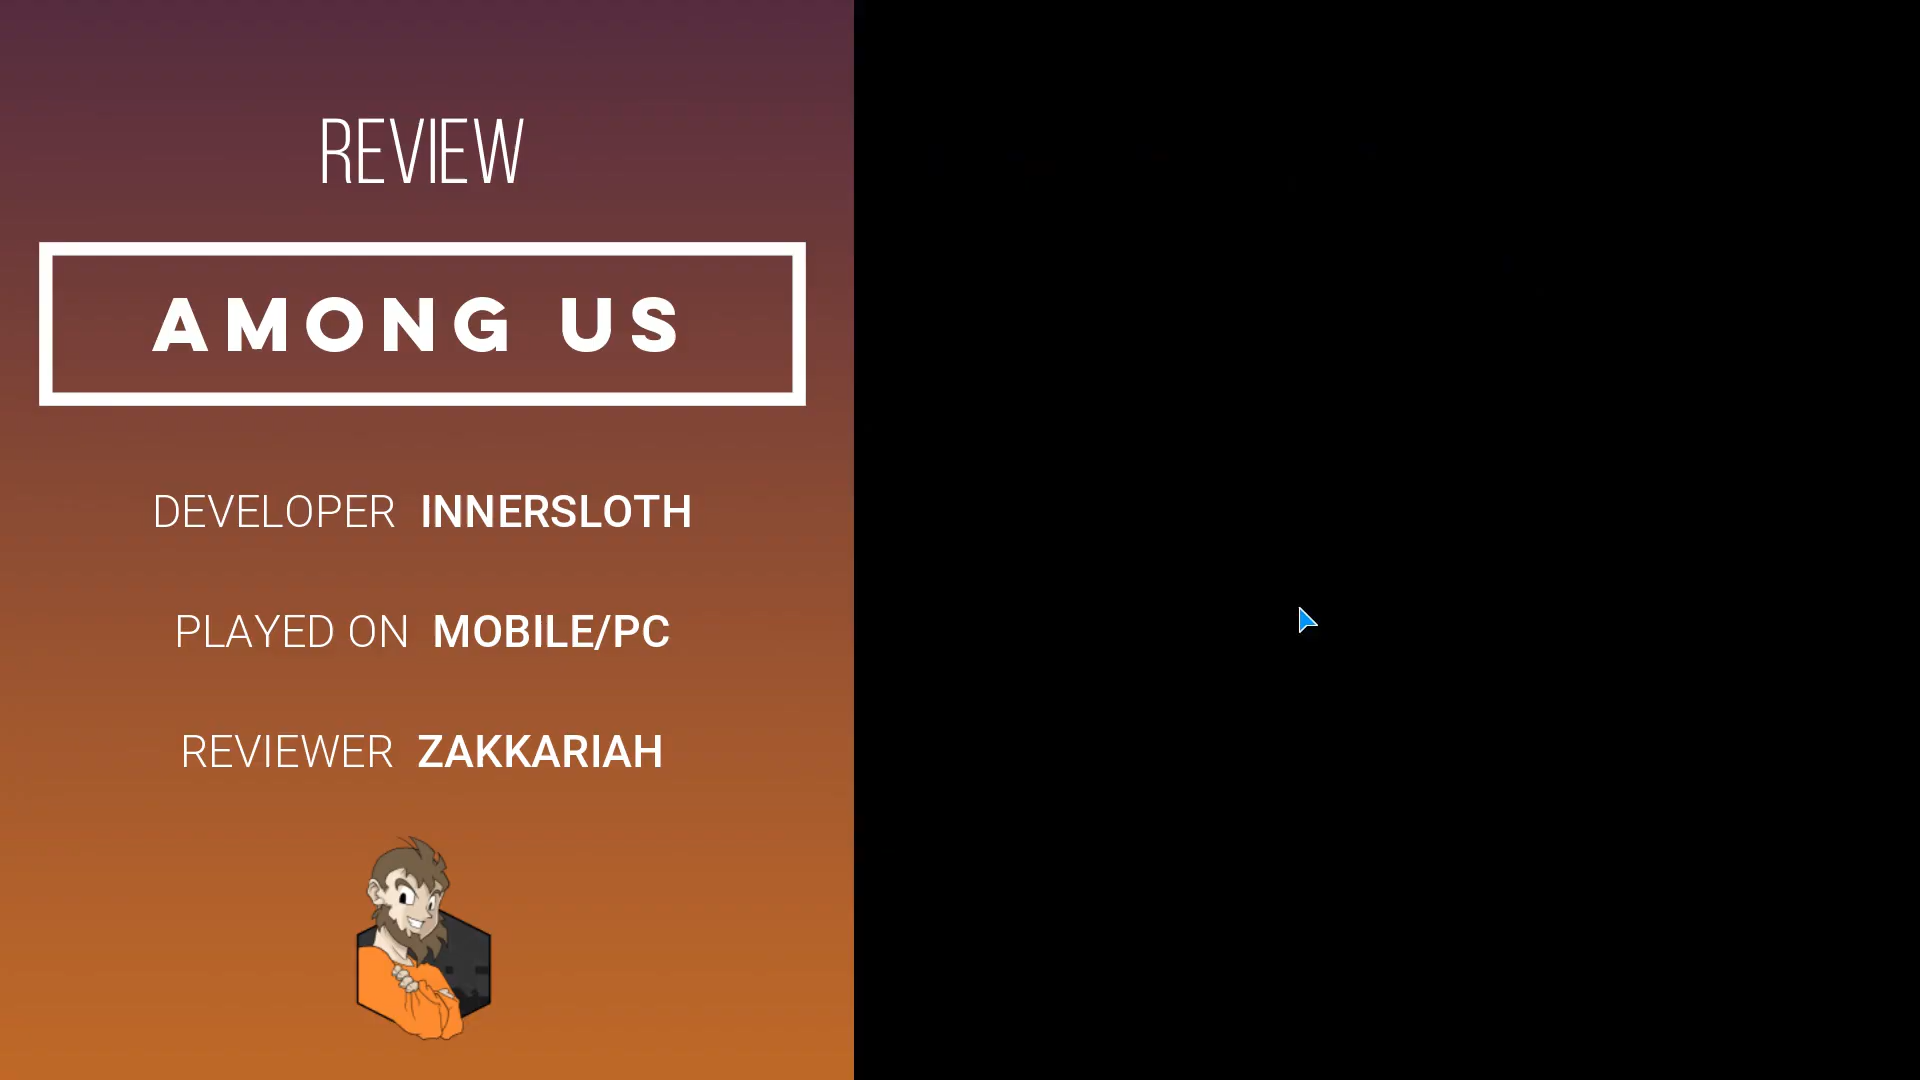 REVIEW
AMONG US
DEVELOPER INNERSLOTH
PLAYED ON MOBILE/PC
REVIEWER ZAKKARIAH